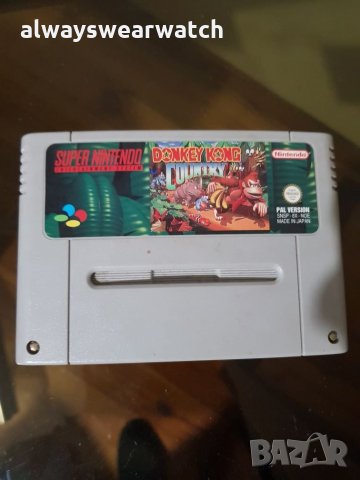 alwayswearwatch
SUPER NINTENDO
ENTERTAINMENT SYSTEM
DONKEY KONG
COUNTRY
Nintendo
PAL VERSION
SNSP-8X-NOE
MADE IN JAPAN
BAZAR